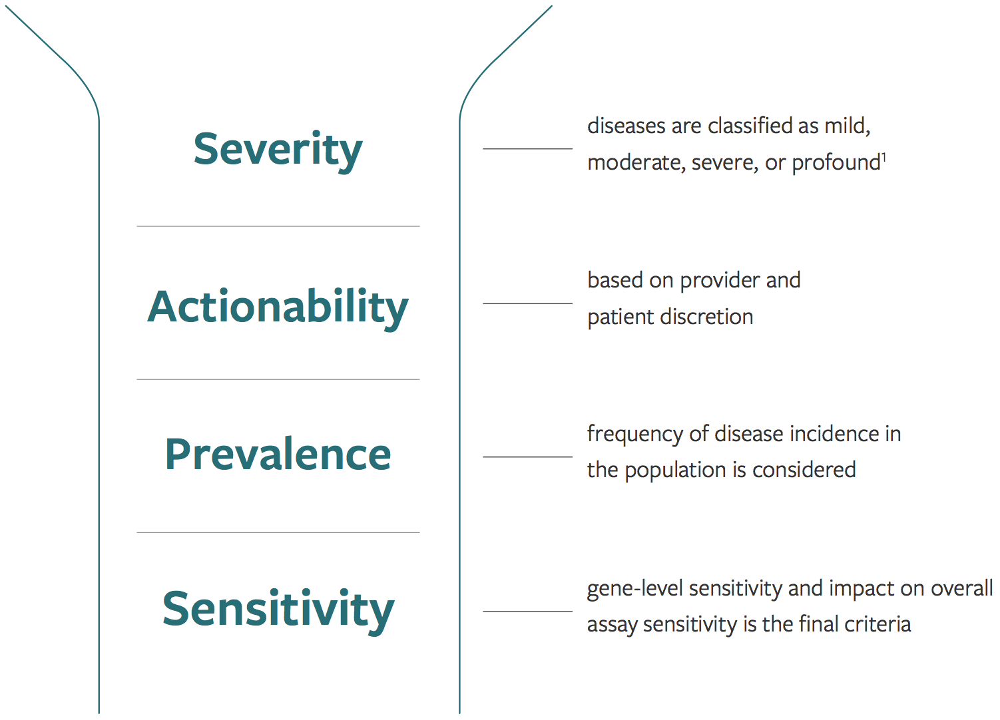 Severity
diseases are classified as mild,
moderate, severe, or profound1
Actionability
based on provider and
patient discretion
Prevalence
frequency of disease incidence in
the population is considered
Sensitivity
gene-level sensitivity and impact on overall
assay sensitivity is the final criteria